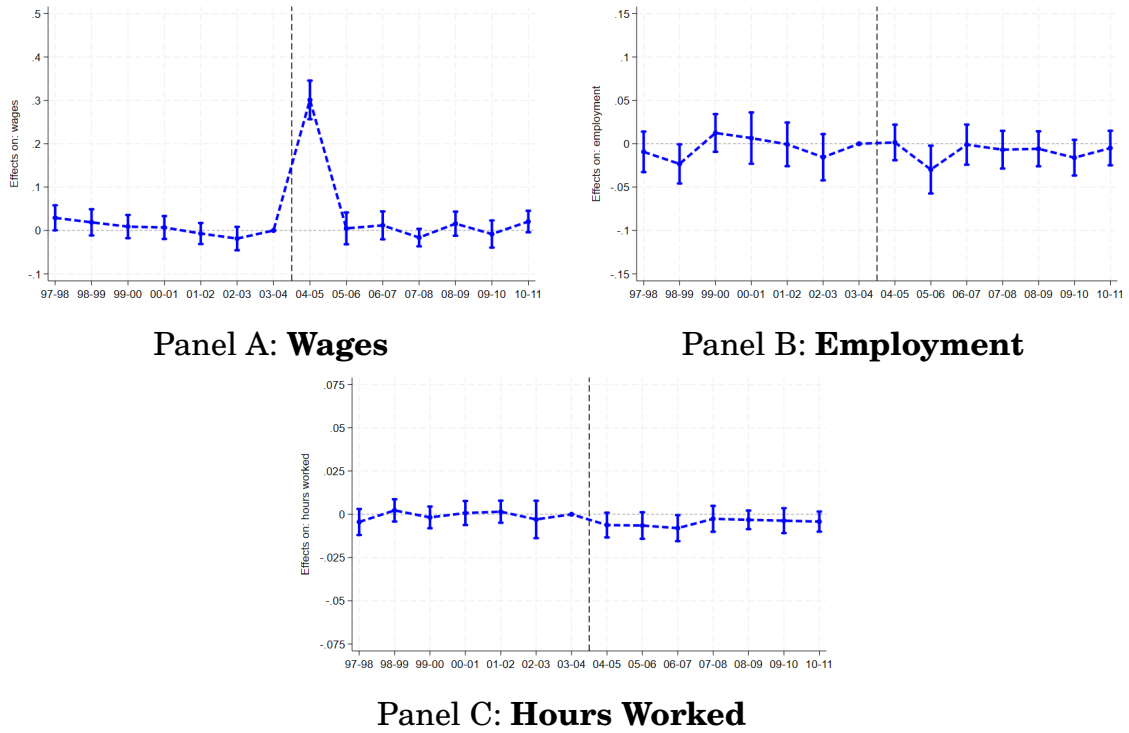 .5
.4
.3
.2
.1
0
-.1
Effects on: wages
97-98 98-99 99-00 00-01 01-02 02-03 03-04 04-05 05-06 06-07 07-08 08-09 09-10 10-11
Panel A: Wages
.15
.1
.05
0
-.05
-.1
-.15
Effects on: employment
97-98 98-99 99-00 00-01 01-02 02-03 03-04 04-05 05-06 06-07 07-08 08-09 09-10 10-11
Panel B: Employment
.075
.05
.025
0
-.025
-.05
-.075
Effects on: hours worked
97-98 98-99 99-00 00-01 01-02 02-03 03-04 04-05 05-06 06-07 07-08 08-09 09-10 10-11
Panel C: Hours Worked